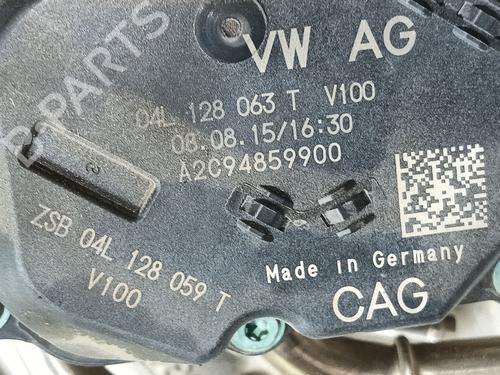 VW AG
04L 128 063 T V100
08.08.15/16:30
A2C94859900
ZSB 04L 128 059 T
V100
Made in Germany
CAG
B-PARTS